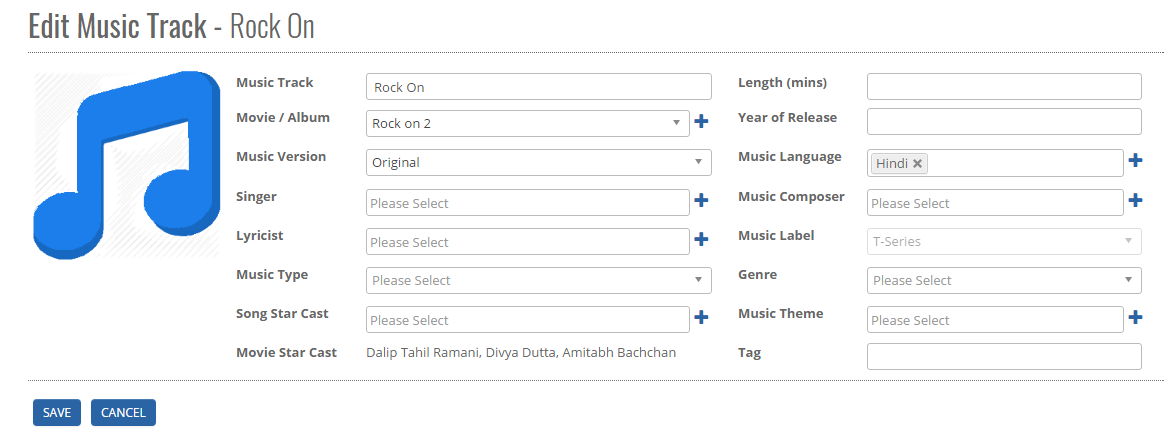 Edit Music Track - Rock On
Music Track Rock On Length (mins)
Movie / Album Rock on 2 Year of Release
Music Version Original Music Language Hindi
Singer Please Select Music Composer Please Select
Lyricist Please Select Music Label T-Series
Music Type Please Select Genre Please Select
Song Star Cast Please Select Music Theme Please Select
Movie Star Cast Dalip Tahil Ramani, Divya Dutta, Amitabh Bachchan Tag
SAVE CANCEL